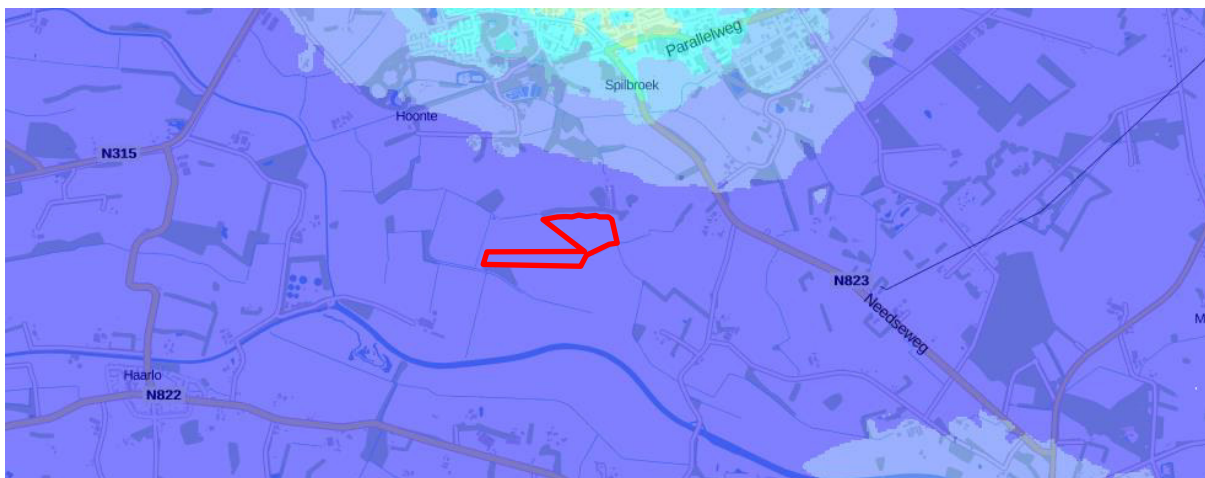 Parallelweg
Spilbroek
Hoonte
N315
N823
Needseweg
Haarlo
N822
M